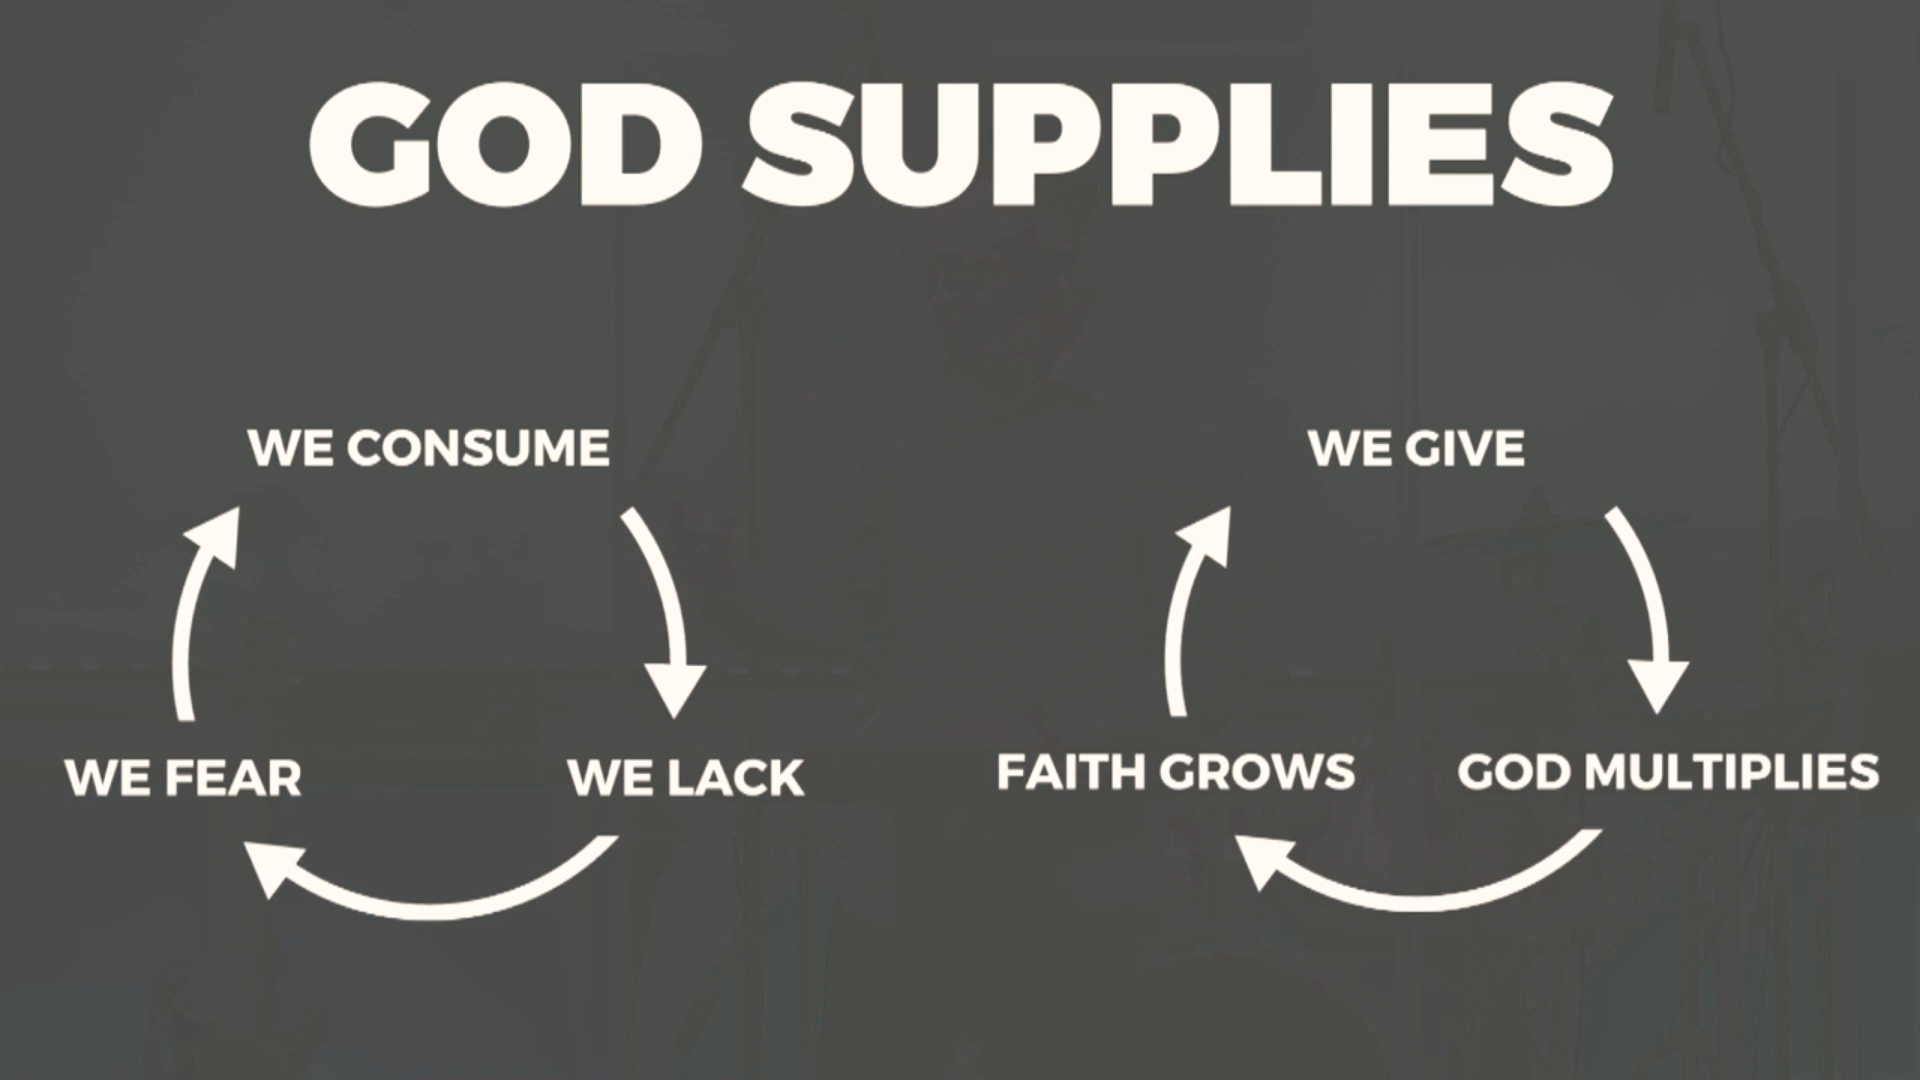 GOD SUPPLIES
WE CONSUME
WE LACK
WE FEAR
WE GIVE
GOD MULTIPLIES
FAITH GROWS